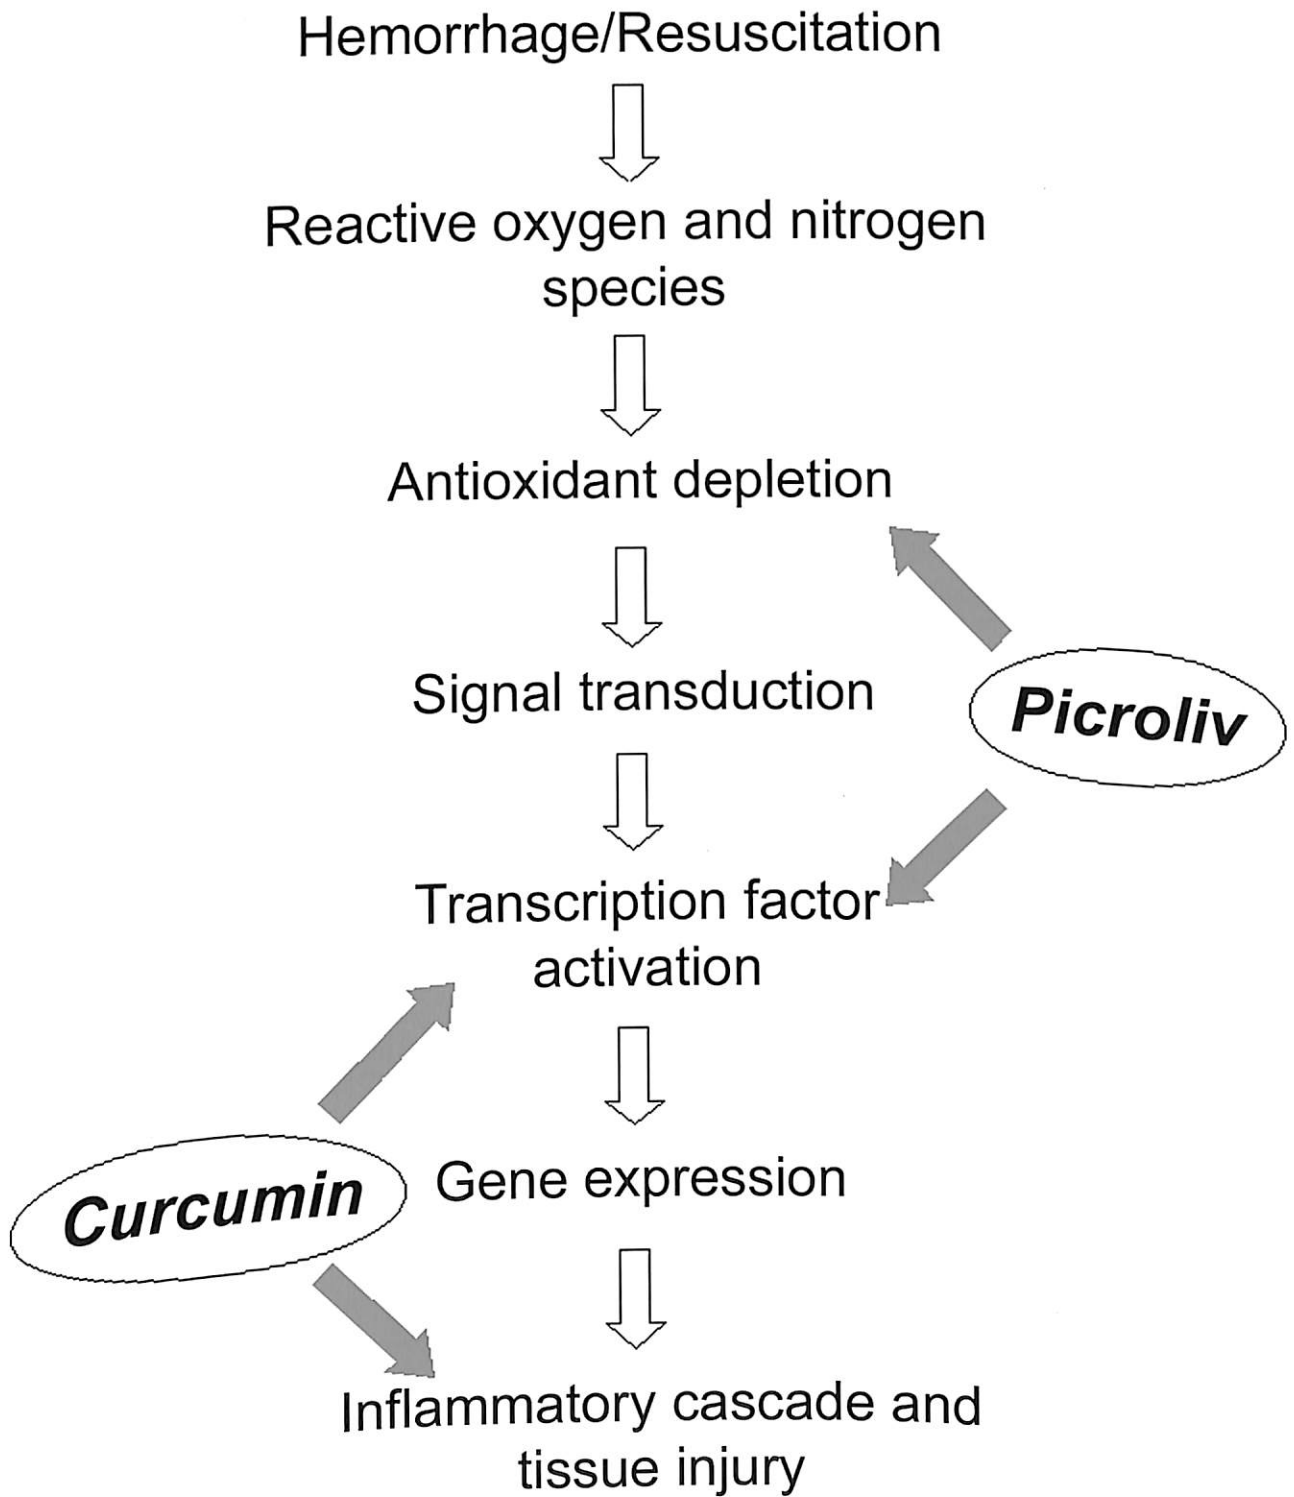 Hemorrhage/Resuscitation
Reactive oxygen and nitrogen
species
Antioxidant depletion
Signal transduction
Picroliv
Transcription factor
activation
Curcumin
Gene expression
Inflammatory cascade and
tissue injury